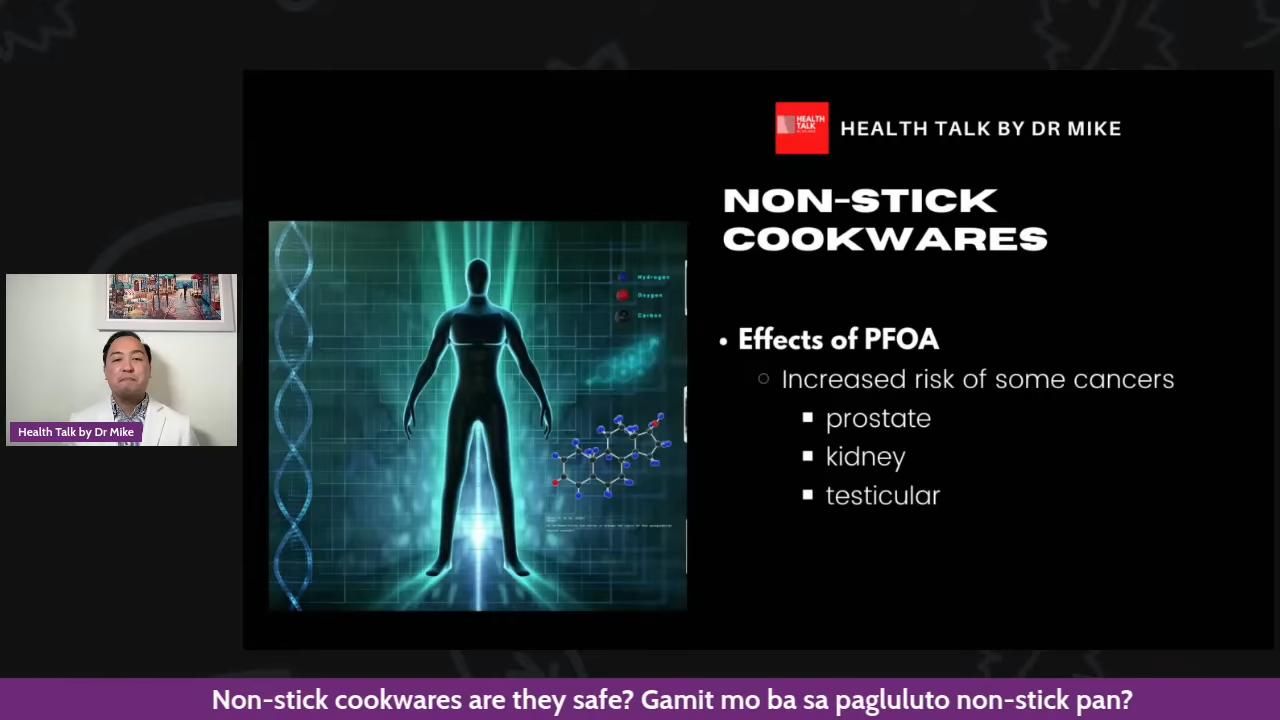 HEALTH
TALK
HEALTH TALK BY DR MIKE
NON-STICK
COOKWARES
Hydrogen
Oxygen
Carbon
• Effects of PFOA
Increased risk of some cancers
prostate
kidney
testicular
Health Talk by Dr Mike
Non-stick cookwares are they safe? Gamit mo ba sa pagluluto non-stick pan?